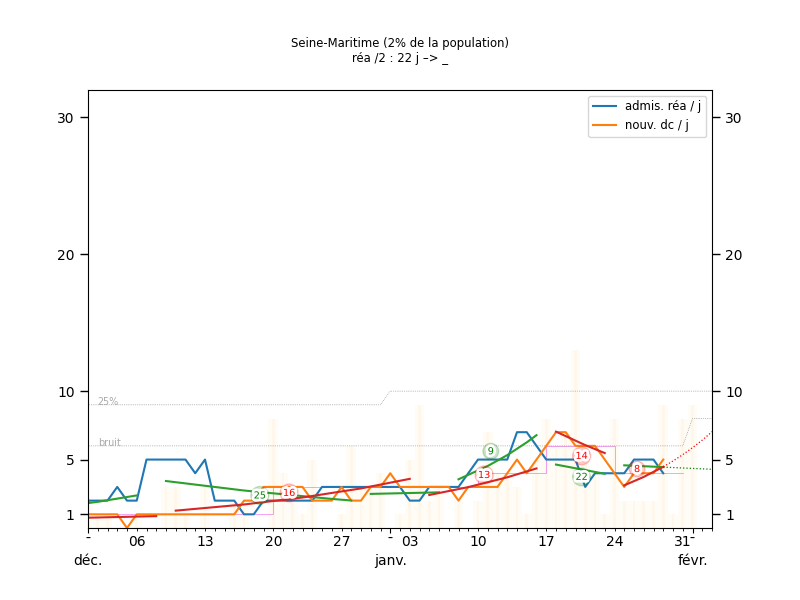 Seine-Maritime (2% de la population)
réa /2 : 22 j –> _
admis. réa / j
nouv. dc / j
30 30
20 20
10 10
25%
bruit
5 5
9
13
14
8
22
25
16
1 1
- 06 13 20 27 - 03 10 17 24 31 -
déc. janv. févr.